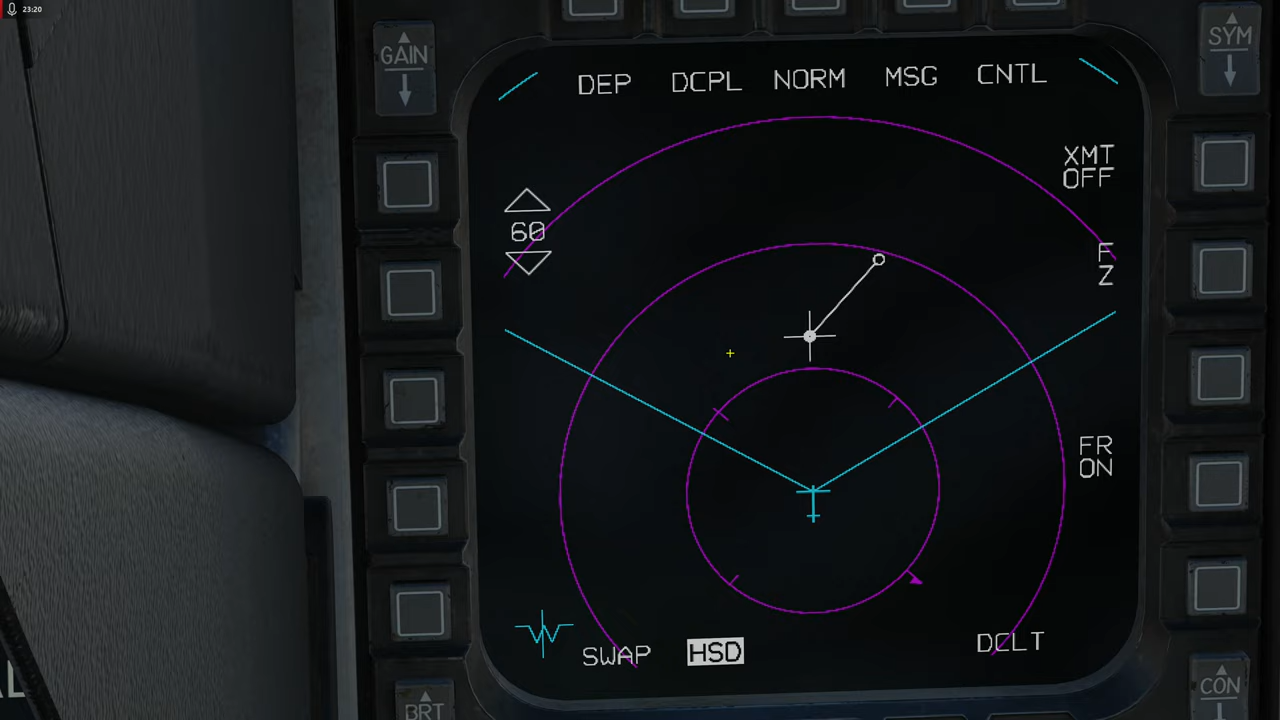 23:20
GAIN
SYM
DEP DCPL NORM MSG CNTL
XMT
OFF
60
F
Z
FR
ON
SWAP HSD DCLT
BRT
CON